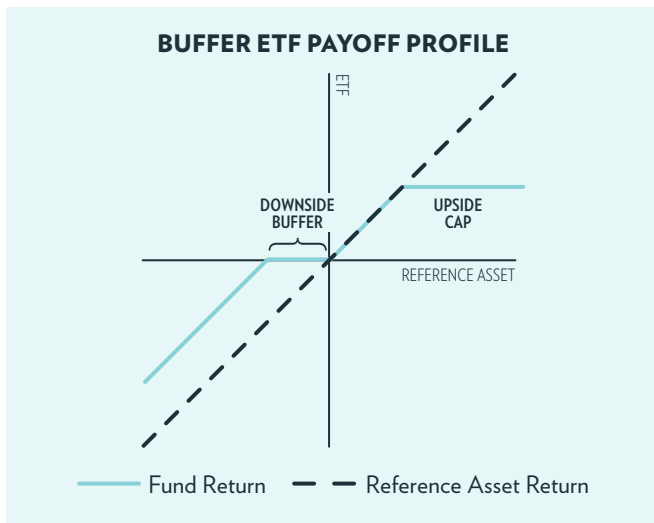 BUFFER ETF PAYOFF PROFILE
ETF
DOWNSIDE
BUFFER
UPSIDE
CAP
REFERENCE ASSET
Fund Return
Reference Asset Return